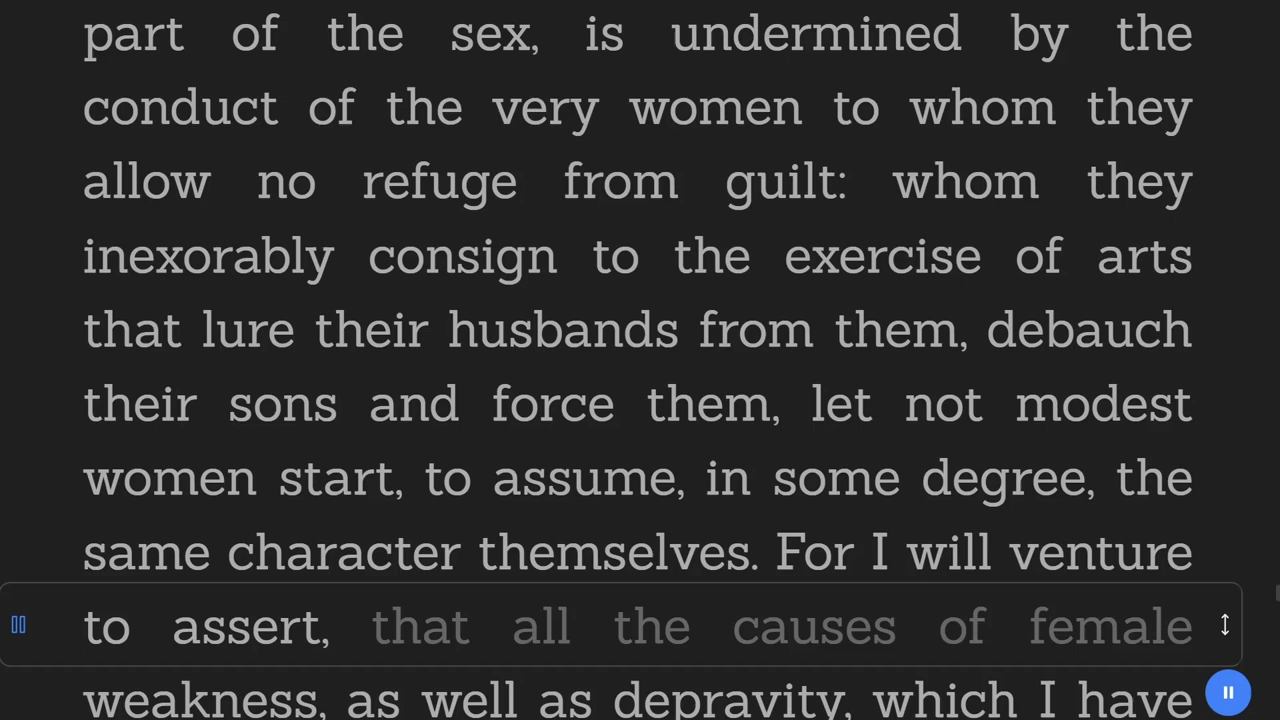 part of the sex, is undermined by the
conduct of the very women to whom they
allow no refuge from guilt: whom they
inexorably consign to the exercise of arts
that lure their husbands from them, debauch
their sons and force them, let not modest
women start, to assume, in some degree, the
same character themselves. For I will venture
to assert, that all the causes of female
weakness, as well as depravity, which I have